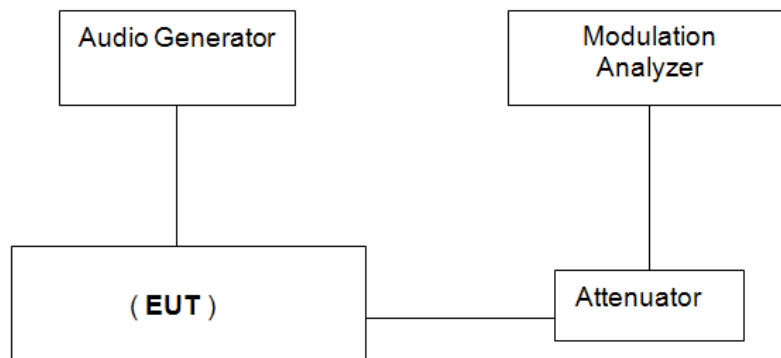 Audio Generator
Modulation
Analyzer
( EUT )
Attenuator